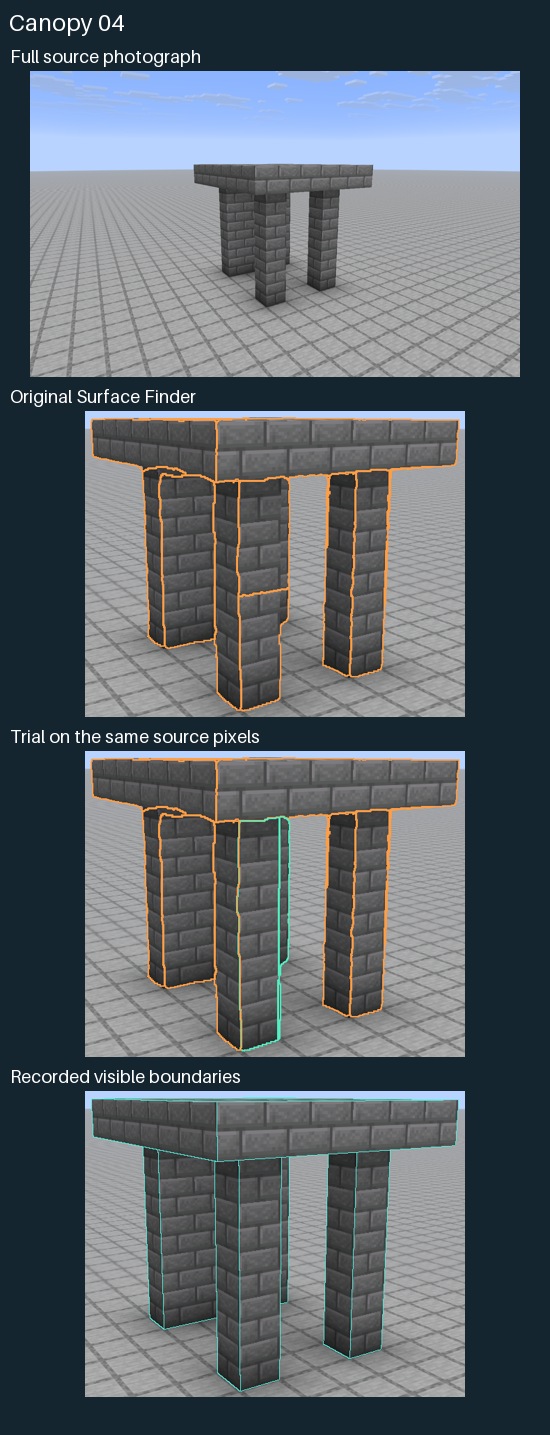 Canopy 04
Full source photograph
Original Surface Finder
Trial on the same source pixels
Recorded visible boundaries